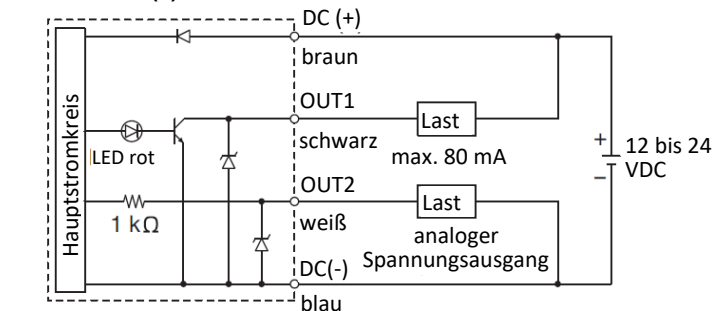 DC (+)
braun
Hauptstromkreis
OUT1
schwarz
Last
max. 80 mA
LED rot
+
12 bis 24
VDC
−
OUT2
weiß
1 kΩ
Last
analoger
Spannungsausgang
DC(-)
blau